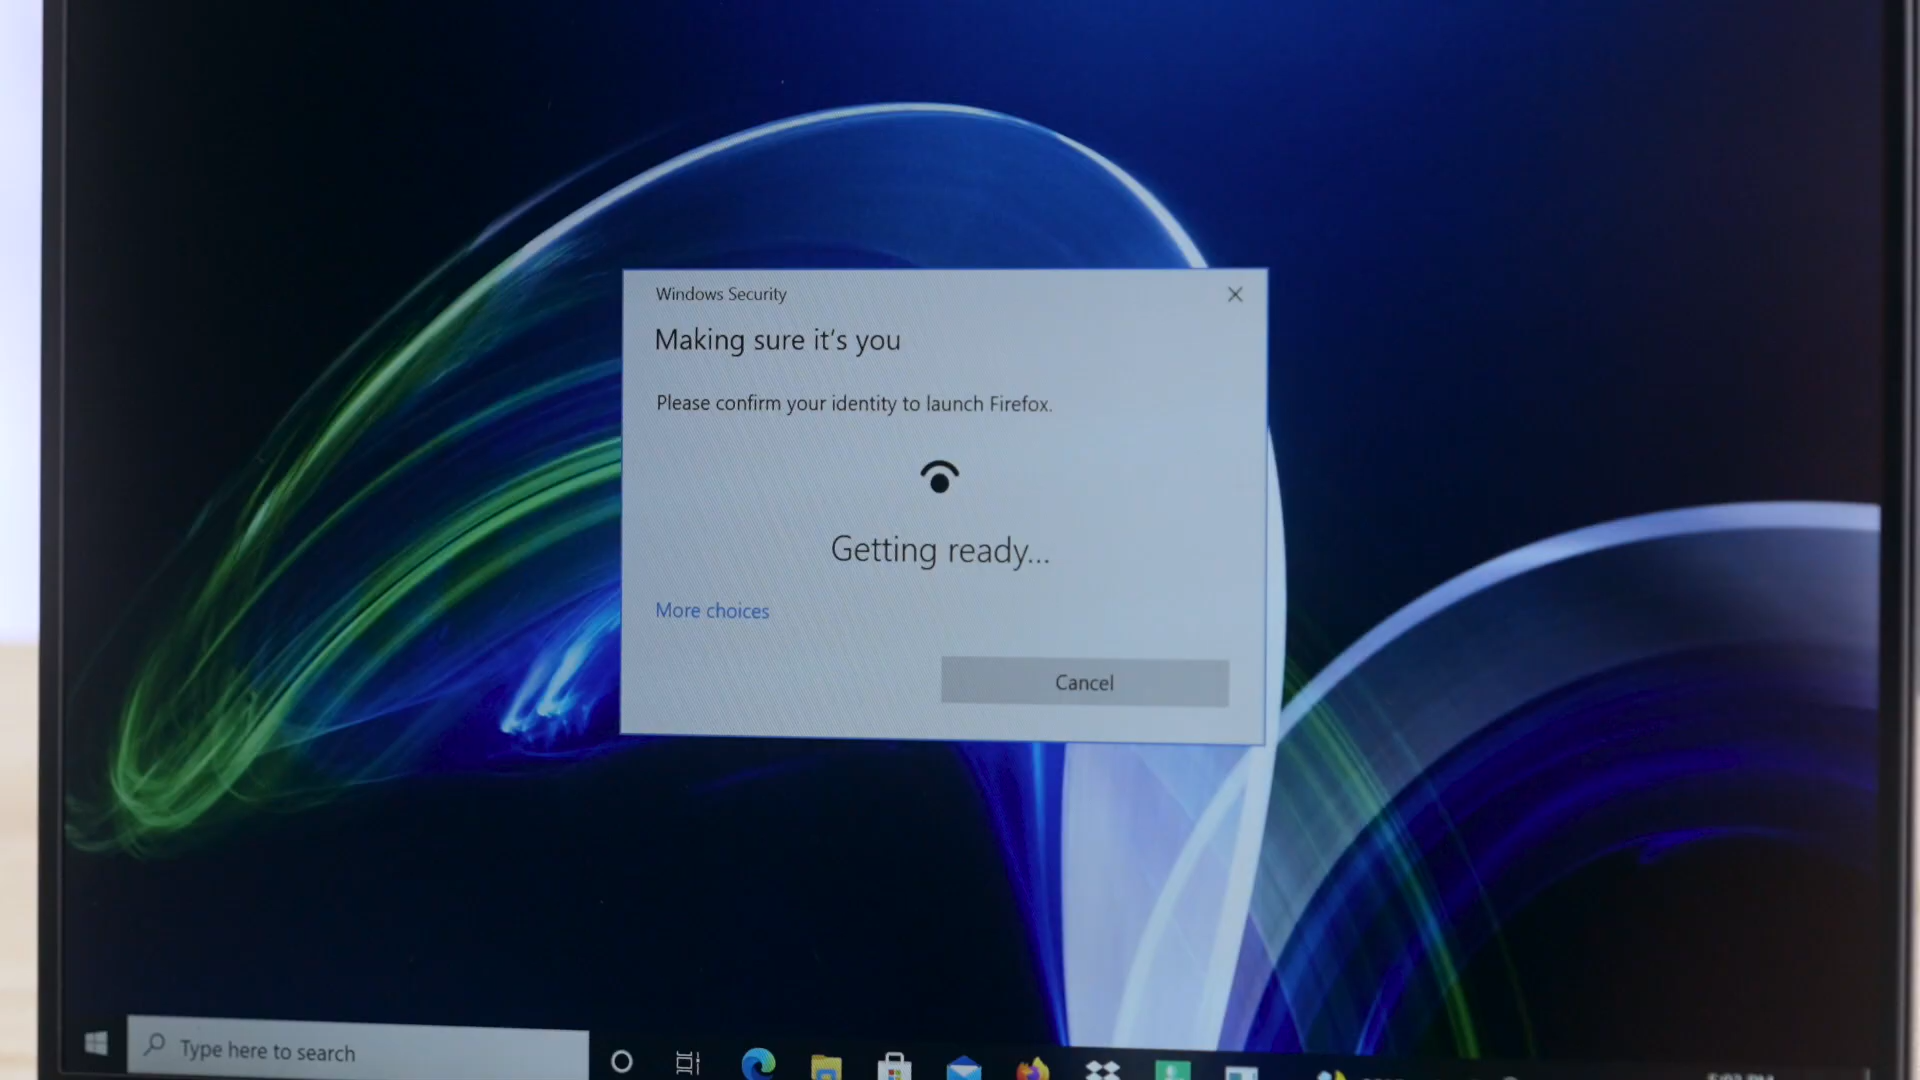 Windows Security
Making sure it's you
Please confirm your identity to launch Firefox.
Getting ready...
More choices
Cancel
Type here to search